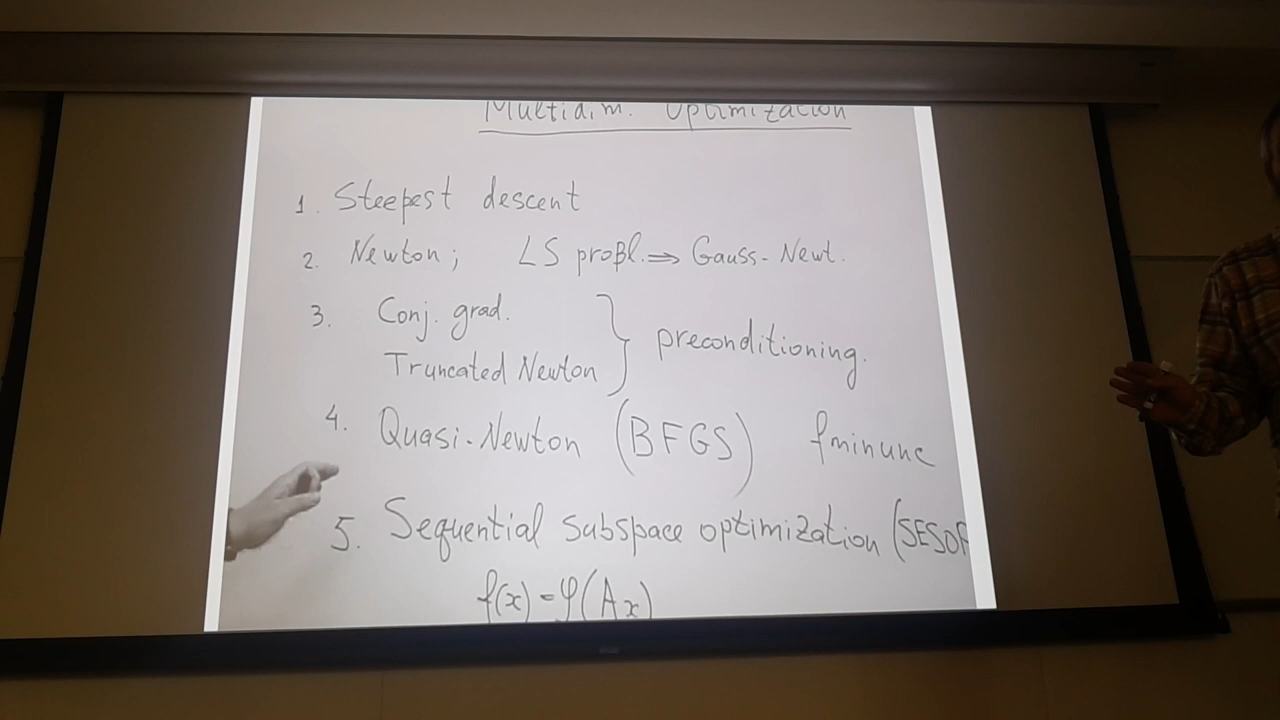 Multidim. Optimization
1. Steepest descent
2. Newton; LS probl. ⇒ Gauss-Newt.
3. Conj. grad.
Truncated Newton } preconditioning.
4. Quasi-Newton (BFGS) fminunc
5. Sequential subspace optimization (SESOP
f(x) = φ(Ax)